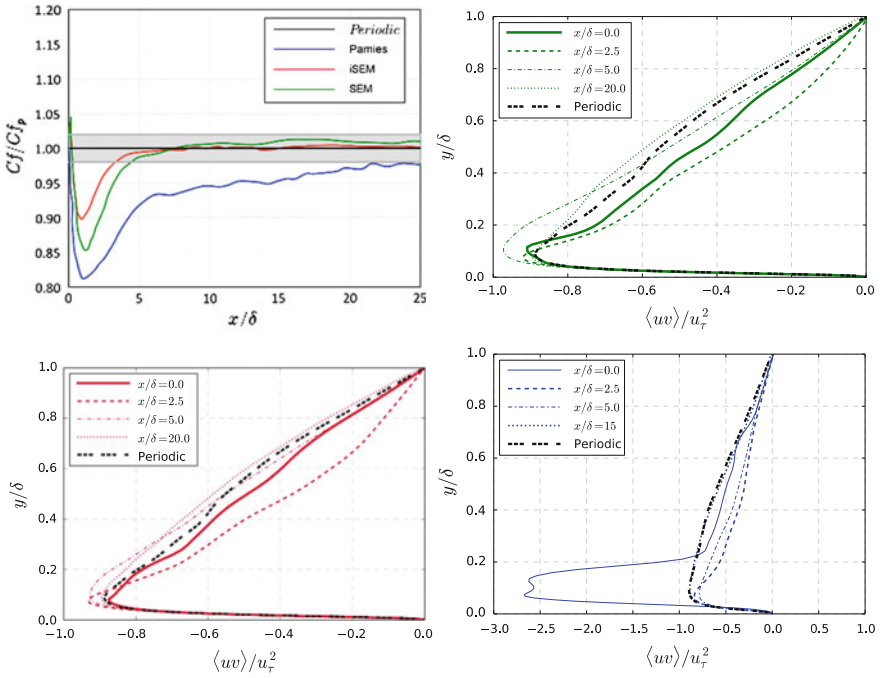 1.20
1.15
1.10
1.05
1.00
0.95
0.90
0.85
0.80
Cf/Cf_p
Periodic
Pamies
iSEM
SEM
0 5 10 15 20 25
x/δ
1.0
0.8
0.6
0.4
0.2
0.0
y/δ
x/δ=0.0
x/δ=2.5
x/δ=5.0
x/δ=20.0
Periodic
−1.0 −0.8 −0.6 −0.4 −0.2 0.0
⟨uv⟩/u_τ^2
1.0
0.8
0.6
0.4
0.2
0.0
y/δ
x/δ=0.0
x/δ=2.5
x/δ=5.0
x/δ=20.0
Periodic
−1.0 −0.8 −0.6 −0.4 −0.2 0.0
⟨uv⟩/u_τ^2
1.0
0.8
0.6
0.4
0.2
0.0
y/δ
x/δ=0.0
x/δ=2.5
x/δ=5.0
x/δ=15
Periodic
−3.0 −2.5 −2.0 −1.5 −1.0 −0.5 0.0 0.5 1.0
⟨uv⟩/u_τ^2